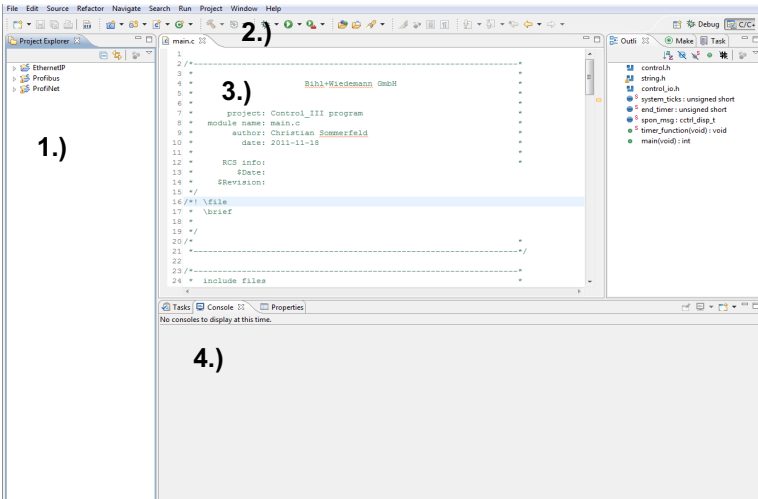 File Edit Source Refactor Navigate Search Run Project Window Help
Debug C/C+
Project Explorer
EthernetIP
Profibus
ProfiNet
1.)
2.)
main.c
1
2 /*---------------------------------------------------------------------*
3 * *
4 * Bihl+Wiedemann GmbH *
5 * *
6 * *
7 * project: Control_III program *
8 * module name: main.c *
9 * author: Christian Sommerfeld *
10 * date: 2011-11-18 *
11 * *
12 * RCS info: *
13 * $Date:
14 * $Revision:
15 */
16 /*! \file
17 * \brief
18 *
19 */
20 /* *
21 *---------------------------------------------------------------------*/
22
23 /*---------------------------------------------------------------------*
24 * include files *
3.)
Outli Make Task
control.h
string.h
control_io.h
S system_ticks : unsigned short
S end_timer : unsigned short
S spon_msg : cctrl_disp_t
S timer_function(void) : void
main(void) : int
Tasks Console Properties
No consoles to display at this time.
4.)